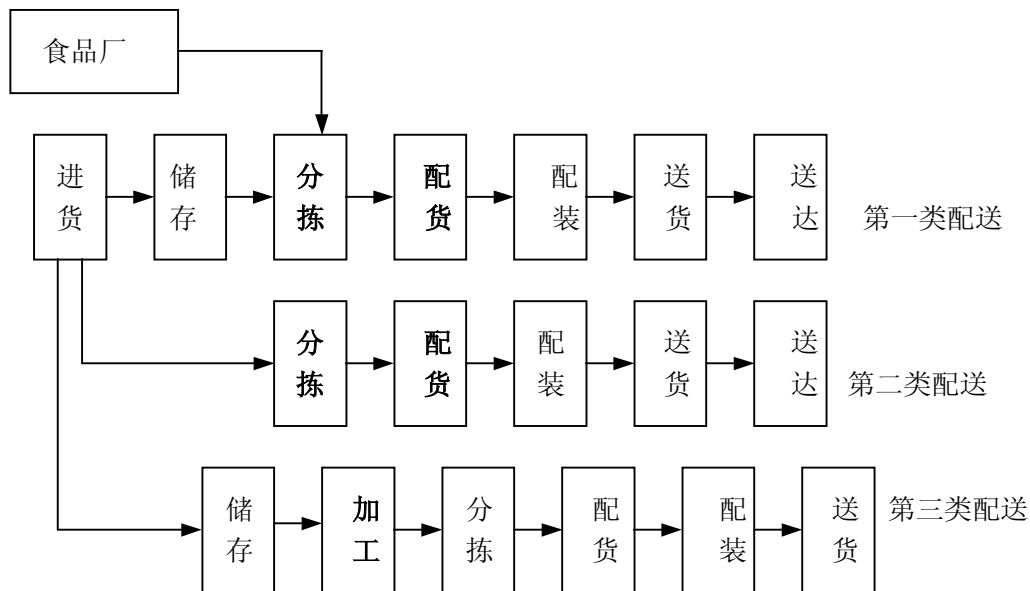 食品厂
进货
储存
分拣
配货
配装
送货
送达
第一类配送
分拣
配货
配装
送货
送达
第二类配送
储存
加工
分拣
配货
配装
送货
第三类配送